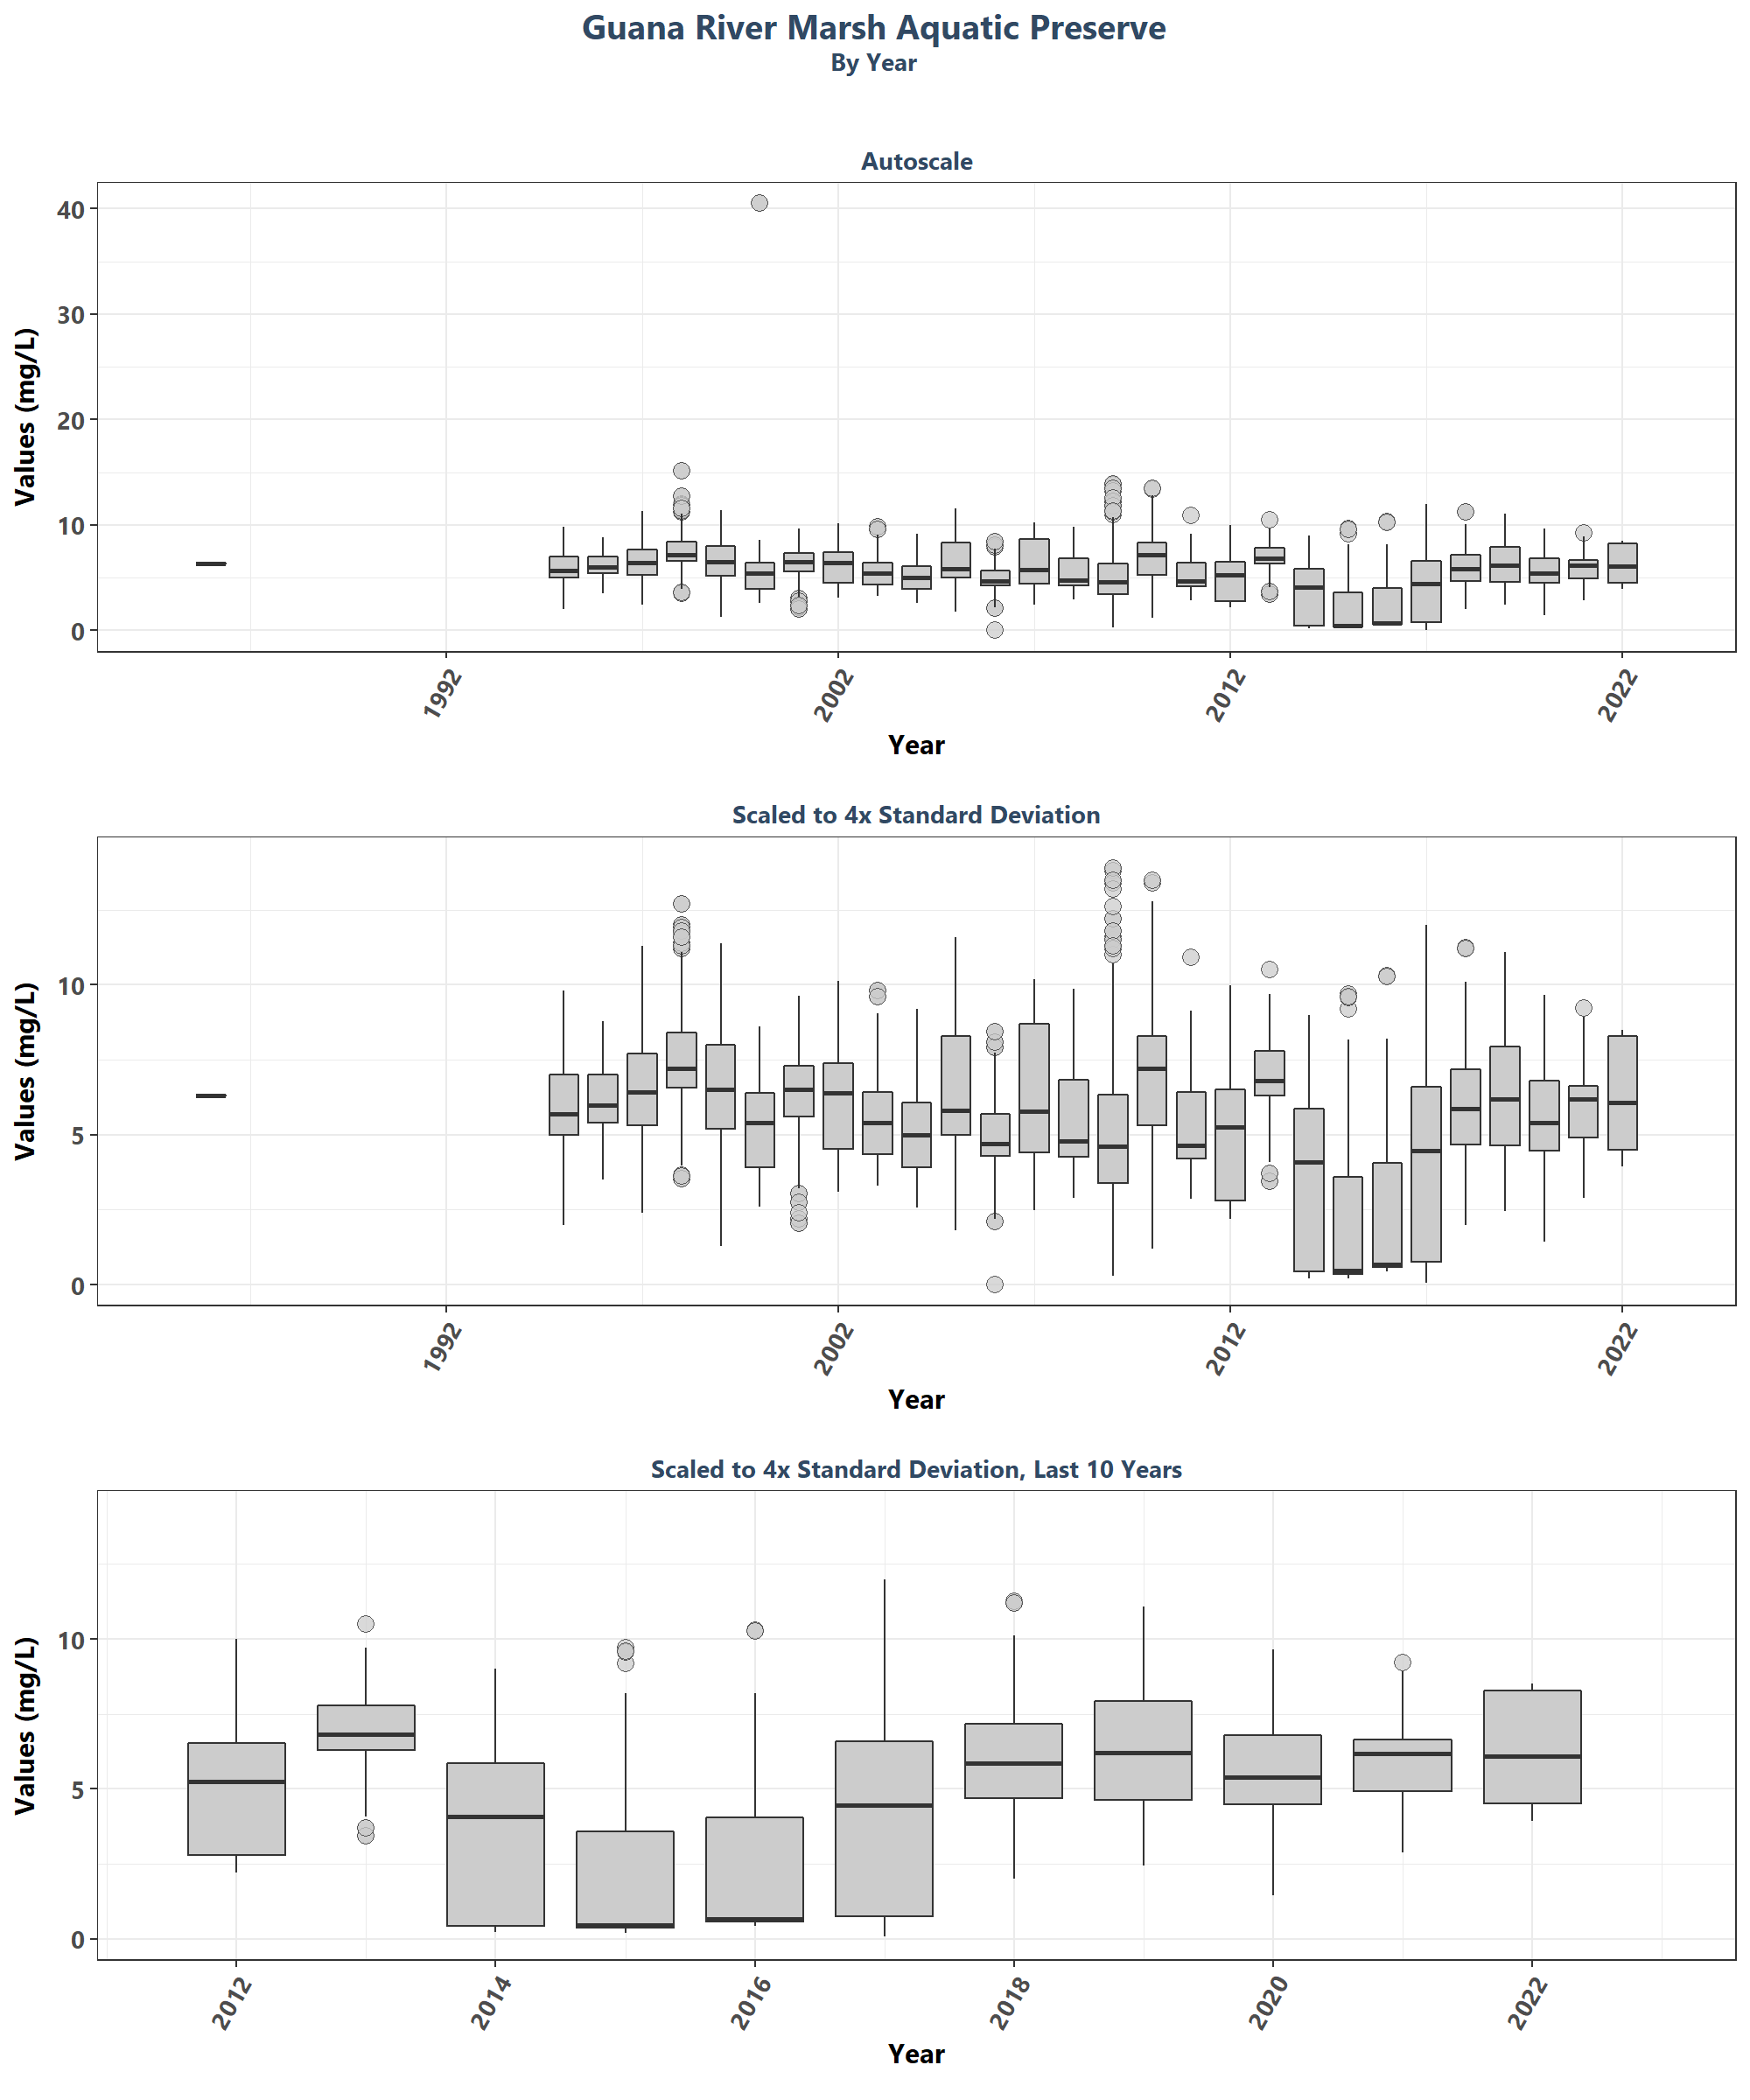 Guana River Marsh Aquatic Preserve
By Year
Autoscale
Values (mg/L)
40
30
20
10
0
1992
2002
2012
2022
Year
Scaled to 4x Standard Deviation
Values (mg/L)
10
5
0
1992
2002
2012
2022
Year
Scaled to 4x Standard Deviation, Last 10 Years
Values (mg/L)
10
5
0
2012
2014
2016
2018
2020
2022
Year